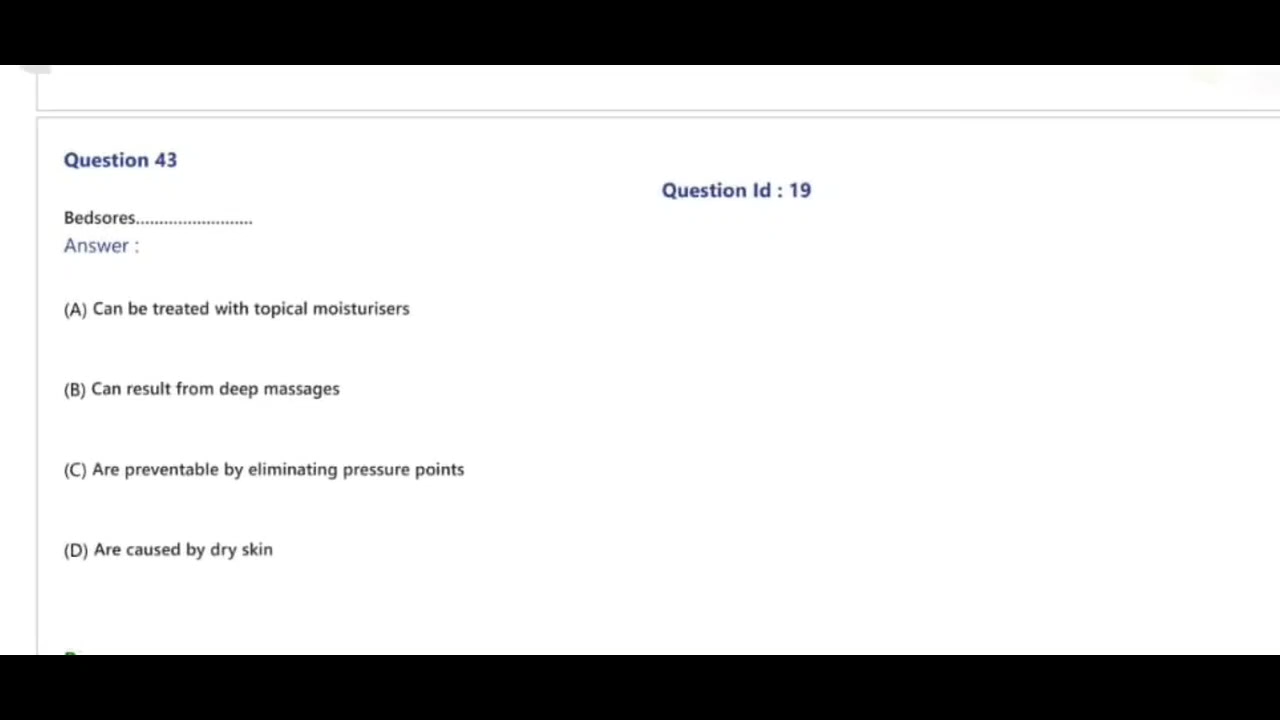 Question 43
Question Id : 19
Bedsores.........................
Answer :
(A) Can be treated with topical moisturisers
(B) Can result from deep massages
(C) Are preventable by eliminating pressure points
(D) Are caused by dry skin